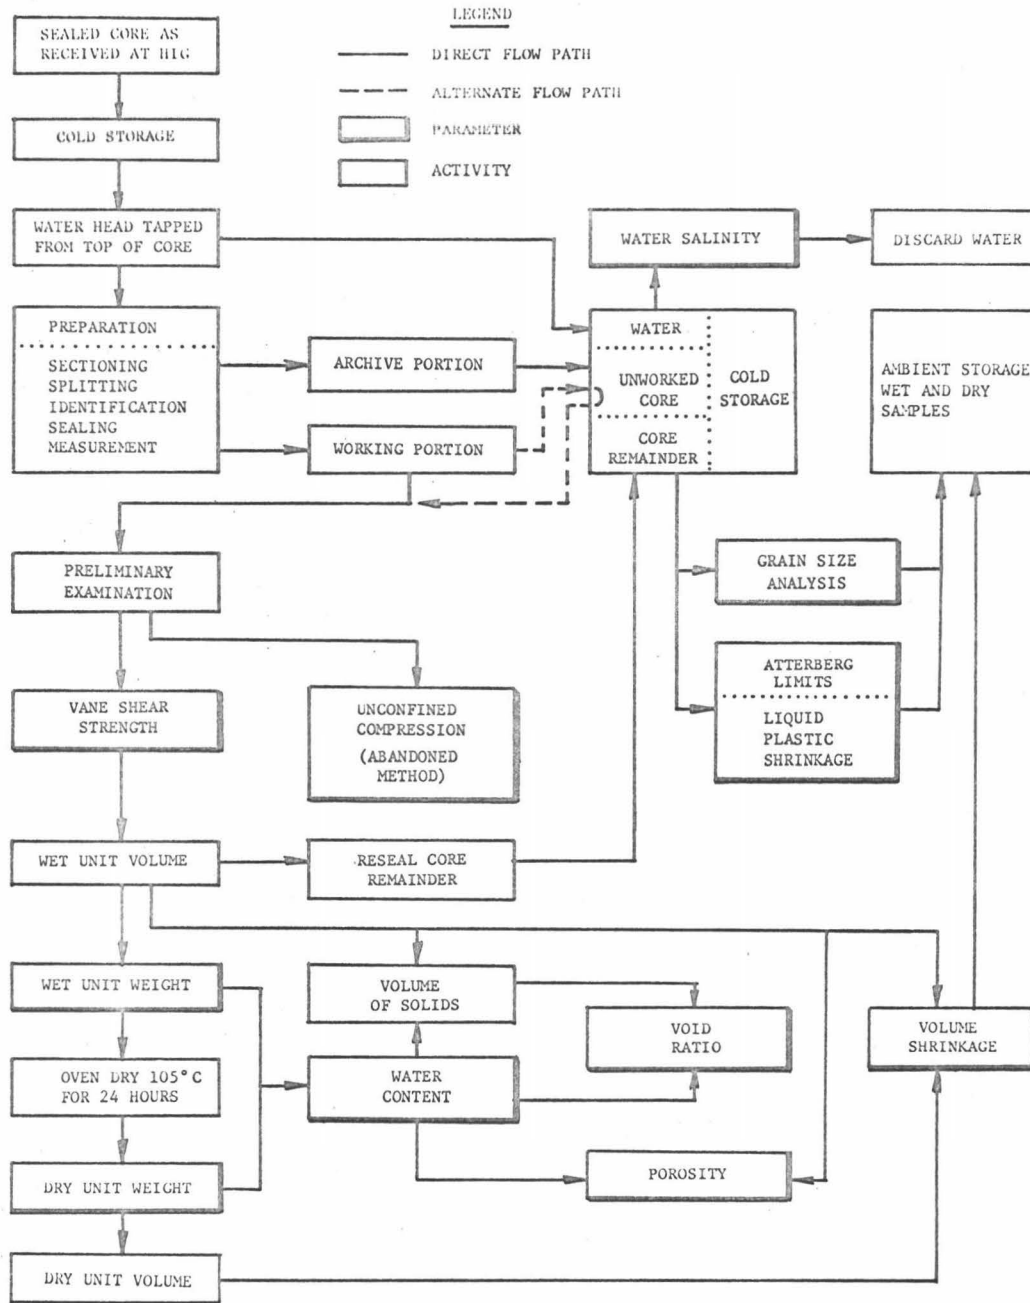 LEGEND
DIRECT FLOW PATH
ALTERNATE FLOW PATH
PARAMETER
ACTIVITY
SEALED CORE AS
RECEIVED AT HIG
COLD STORAGE
WATER HEAD TAPPED
FROM TOP OF CORE
WATER SALINITY
DISCARD WATER
PREPARATION
SECTIONING
SPLITTING
IDENTIFICATION
SEALING
MEASUREMENT
ARCHIVE PORTION
WORKING PORTION
WATER
UNWORKED
CORE
CORE
REMAINDER
COLD
STORAGE
AMBIENT STORAGE
WET AND DRY
SAMPLES
PRELIMINARY
EXAMINATION
GRAIN SIZE
ANALYSIS
VANE SHEAR
STRENGTH
UNCONFINED
COMPRESSION
(ABANDONED
METHOD)
ATTERBERG
LIMITS
LIQUID
PLASTIC
SHRINKAGE
WET UNIT VOLUME
RESEAL CORE
REMAINDER
WET UNIT WEIGHT
VOLUME
OF SOLIDS
VOID
RATIO
VOLUME
SHRINKAGE
OVEN DRY 105°C
FOR 24 HOURS
WATER
CONTENT
DRY UNIT WEIGHT
POROSITY
DRY UNIT VOLUME